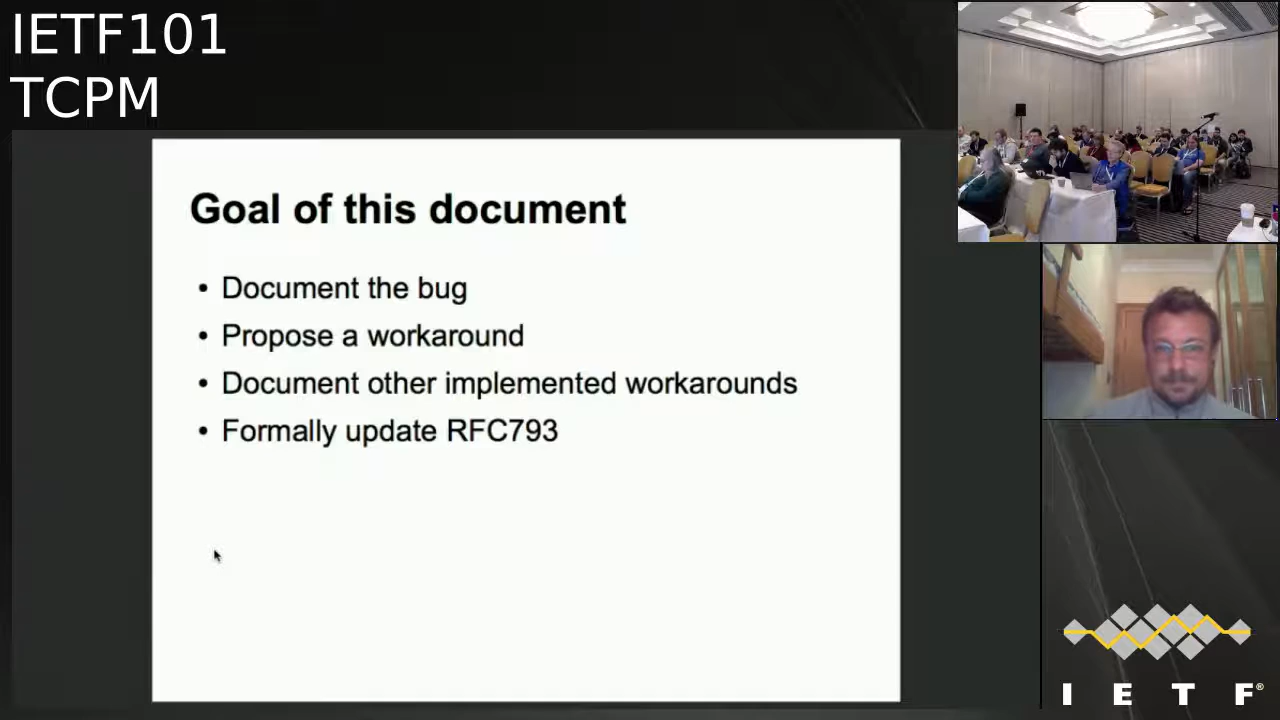 IETF101
TCPM
Goal of this document
• Document the bug
• Propose a workaround
• Document other implemented workarounds
• Formally update RFC793
I E T F®